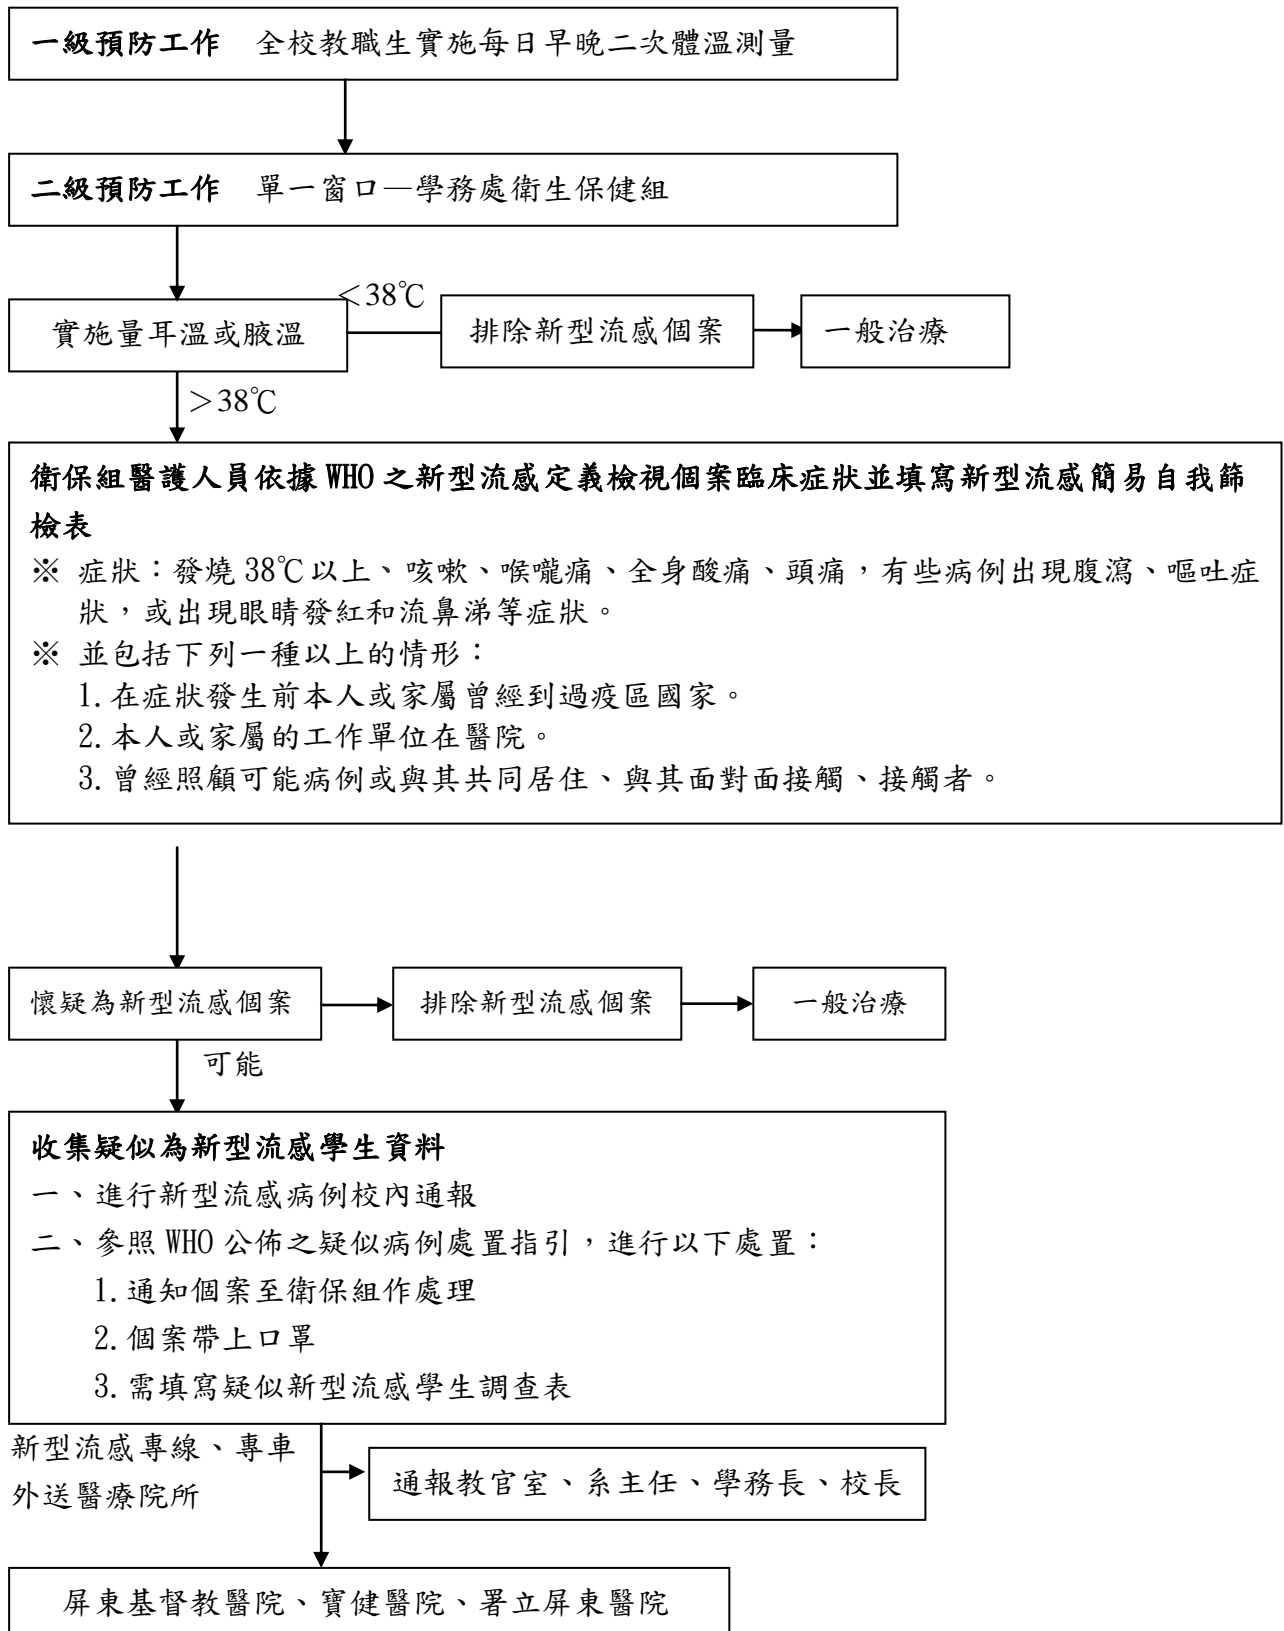 一級預防工作　全校教職生實施每日早晚二次體溫測量
二級預防工作　單一窗口—學務處衛生保健組
＜38℃
實施量耳溫或腋溫
排除新型流感個案
一般治療
＞38℃
衛保組醫護人員依據 WHO 之新型流感定義檢視個案臨床症狀並填寫新型流感簡易自我篩
檢表
※ 症狀：發燒 38℃以上、咳嗽、喉嚨痛、全身酸痛、頭痛，有些病例出現腹瀉、嘔吐症
狀，或出現眼睛發紅和流鼻涕等症狀。
※ 並包括下列一種以上的情形：
1.在症狀發生前本人或家屬曾經到過疫區國家。
2.本人或家屬的工作單位在醫院。
3.曾經照顧可能病例或與其共同居住、與其面對面接觸、接觸者。
懷疑為新型流感個案
排除新型流感個案
一般治療
可能
收集疑似為新型流感學生資料
一、進行新型流感病例校內通報
二、參照 WHO 公佈之疑似病例處置指引，進行以下處置：
1.通知個案至衛保組作處理
2.個案帶上口罩
3.需填寫疑似新型流感學生調查表
新型流感專線、專車
外送醫療院所
通報教官室、系主任、學務長、校長
屏東基督教醫院、寶健醫院、署立屏東醫院